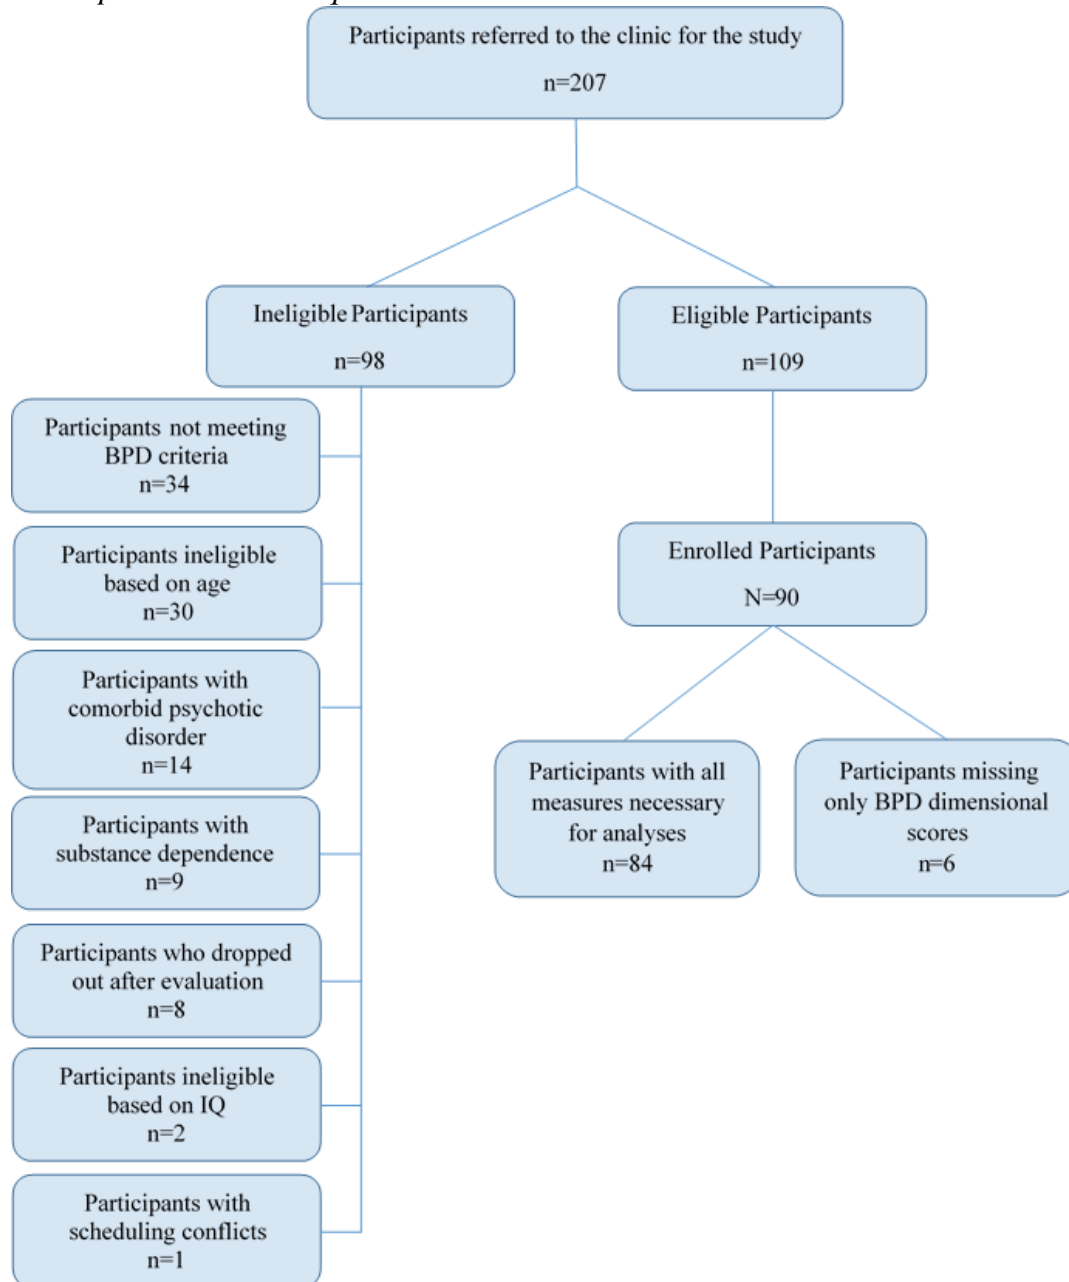 Participants referred to the clinic for the study
n=207
Ineligible Participants
n=98
Eligible Participants
n=109
Participants not meeting
BPD criteria
n=34
Participants ineligible
based on age
n=30
Participants with
comorbid psychotic
disorder
n=14
Participants with
substance dependence
n=9
Participants who dropped
out after evaluation
n=8
Participants ineligible
based on IQ
n=2
Participants with
scheduling conflicts
n=1
Enrolled Participants
N=90
Participants with all
measures necessary
for analyses
n=84
Participants missing
only BPD dimensional
scores
n=6